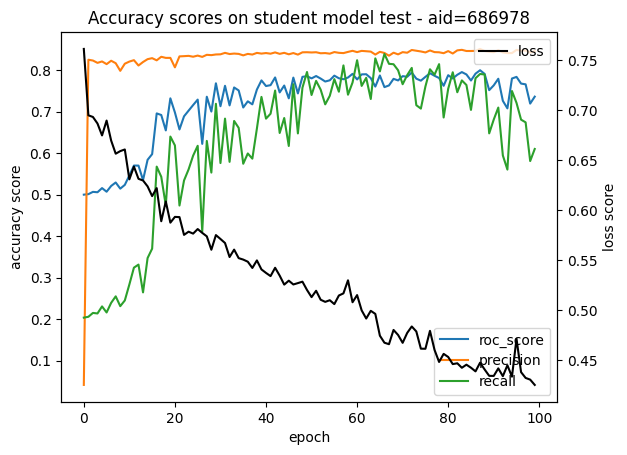 Accuracy scores on student model test - aid=686978
loss
roc_score
precision
recall
accuracy score
0.8
0.7
0.6
0.5
0.4
0.3
0.2
0.1
loss score
0.75
0.70
0.65
0.60
0.55
0.50
0.45
0 20 40 60 80 100
epoch